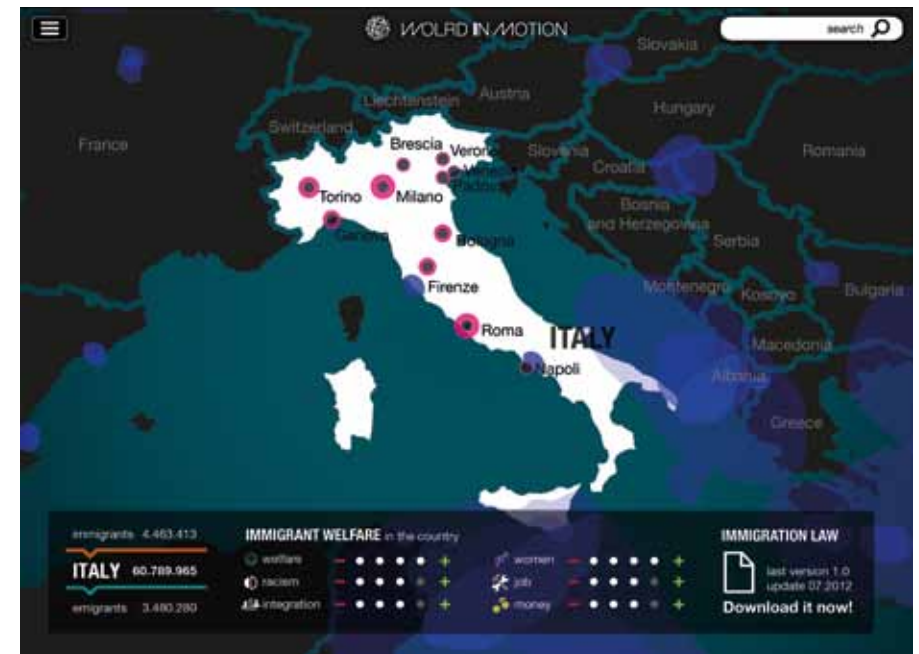 WOLRD IN MOTION
search
Slovakia
Liechtenstein
Austria
Hungary
France
Switzerland
Brescia
Verona
Slovenia
Romania
Venezia
Croatia
Padova
Torino
Milano
Bosnia
and Herzegowina
Genova
Bologna
Serbia
Firenze
Montenegro
Kosovo
Bulgaria
Roma
ITALY
Macedonia
Napoli
Albania
Greece
immigrants 4.463.413
ITALY 60.789.965
emigrants 3.480.280
IMMIGRANT WELFARE in the country
welfare - +
racism - +
integration - +
women - +
job - +
money - +
IMMIGRATION LAW
last version 1.0
update 07.2012
Download it now!